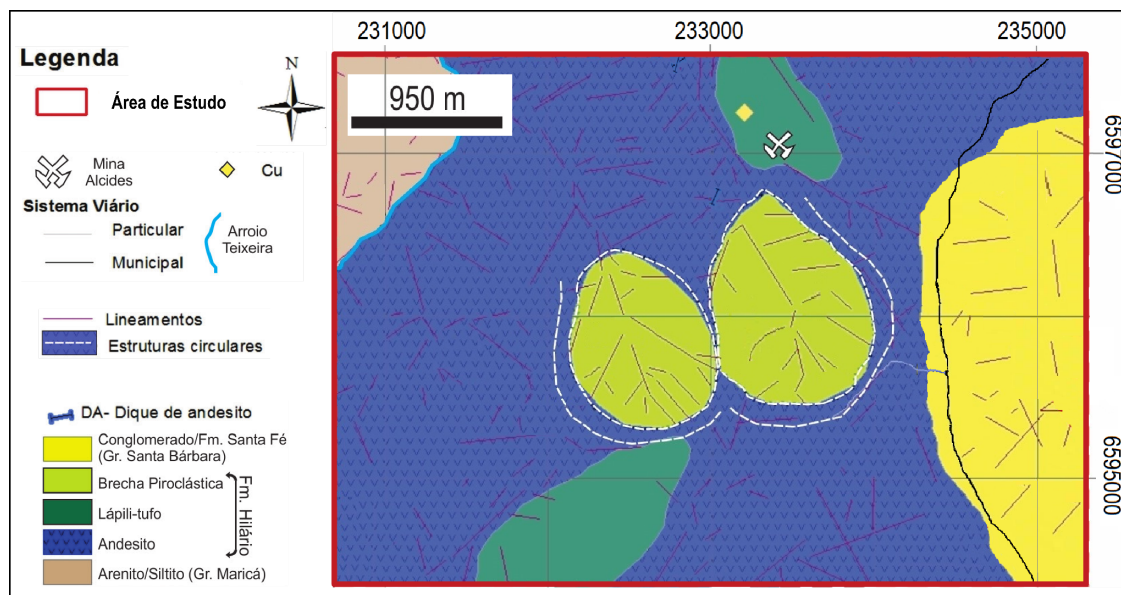 Legenda
Área de Estudo
N
Mina
Alcides
Cu
Sistema Viário
Particular
Municipal
Arroio
Teixeira
Lineamentos
Estruturas circulares
DA- Dique de andesito
Conglomerado/Fm. Santa Fé
(Gr. Santa Bárbara)
Brecha Piroclástica
Lápili-tufo
Andesito
Fm. Hilário
Arenito/Siltito (Gr. Maricá)
231000
233000
235000
950 m
6597000
6595000